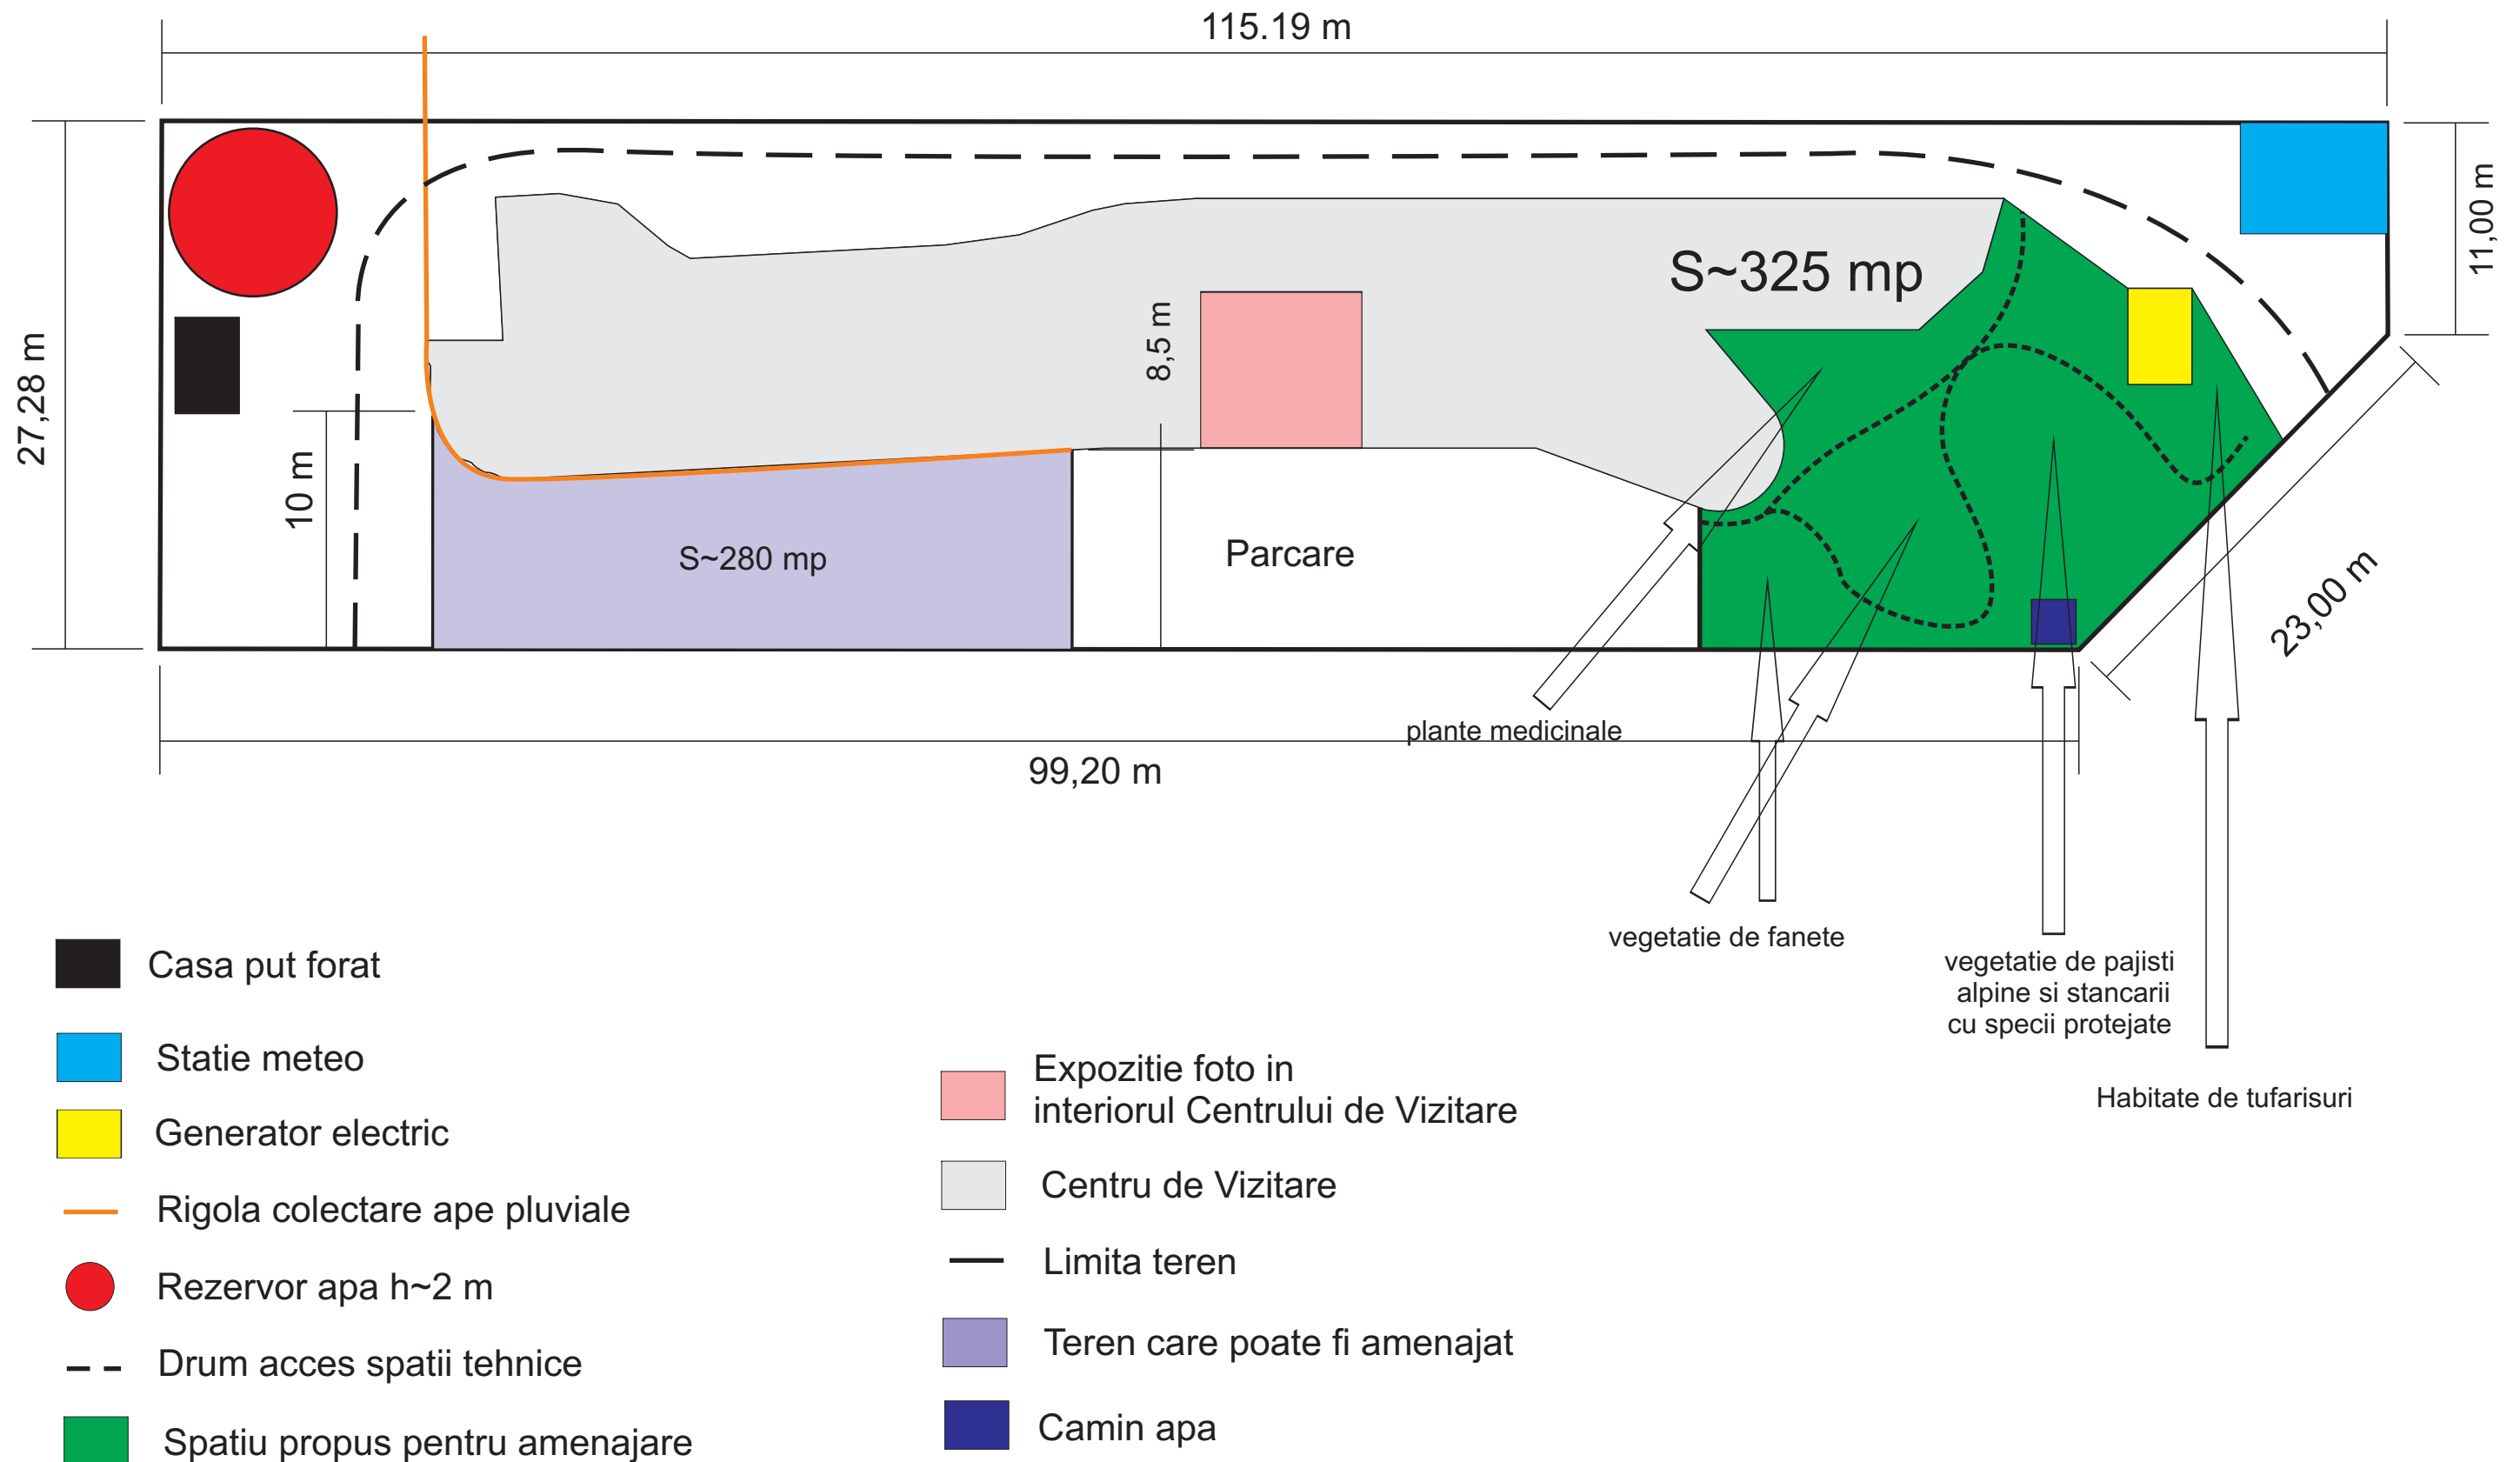 115.19 m
27,28 m
11,00 m
S~325 mp
8,5 m
10 m
S~280 mp
Parcare
23,00 m
plante medicinale
99,20 m
vegetatie de fanete
vegetatie de pajisti
alpine si stancarii
cu specii protejate
Habitate de tufarisuri
Casa put forat
Statie meteo
Generator electric
Rigola colectare ape pluviale
Rezervor apa h~2 m
Drum acces spatii tehnice
Spatiu propus pentru amenajare
Expozitie foto in
interiorul Centrului de Vizitare
Centru de Vizitare
Limita teren
Teren care poate fi amenajat
Camin apa